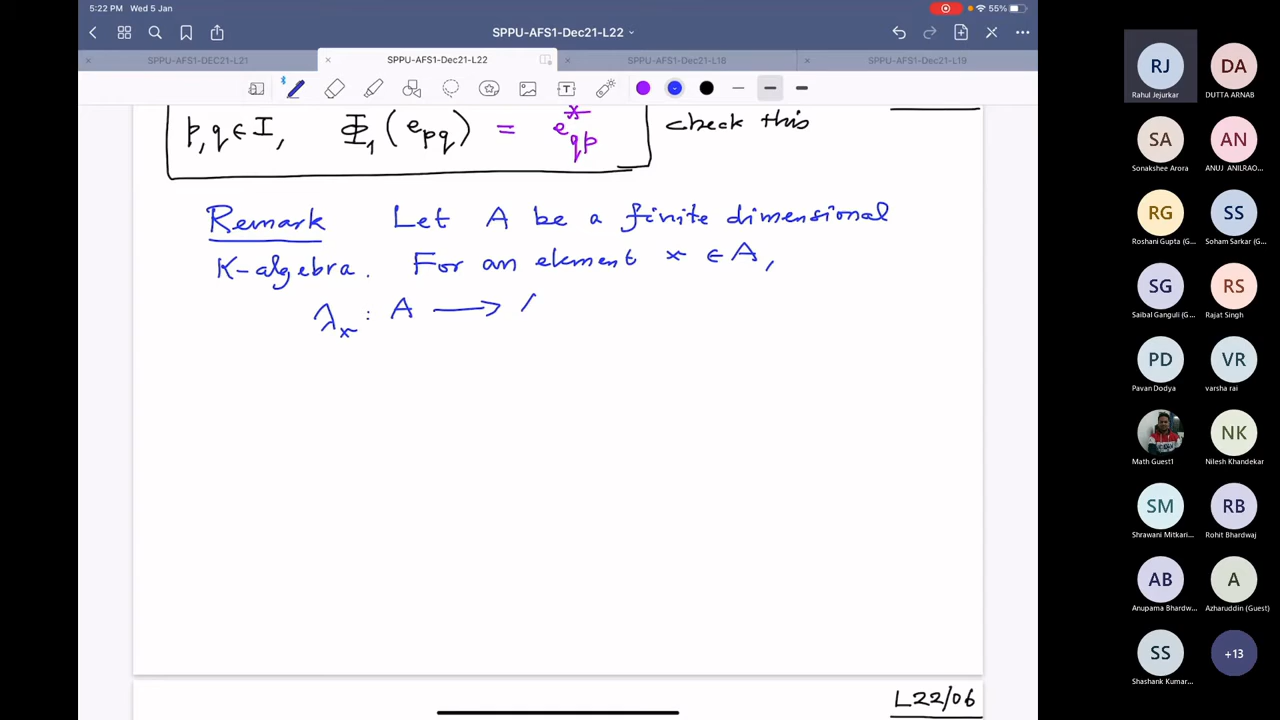 5:22 PM Wed 5 Jan
55%
SPPU-AFS1-Dec21-L22
SPPU-AFS1-DEC21-L21
SPPU-AFS1-Dec21-L22
SPPU-AFS1-Dec21-L18
SPPU-AFS1-Dec21-L19
p, q ∈ I, Φ₁ (e_pq) = e*_qp check this
Remark Let A be a finite dimensional
K-algebra. For an element x ∈ A,
λ_x : A ⟶
L22/06
RJ
Rahul Jejurkar
DA
DUTTA ARNAB
SA
Sonakshee Arora
AN
ANUJ ANILRAO...
RG
Roshani Gupta (G...
SS
Soham Sarkar (G...
SG
Saibal Ganguli (G...
RS
Rajat Singh
PD
Pavan Dodya
VR
varsha rai
Math Guest1
NK
Nilesh Khandekar
SM
Shrawani Mitkari...
RB
Rohit Bhardwaj
AB
Anupama Bhardw...
A
Azharuddin (Guest)
SS
Shashank Kumar...
+13